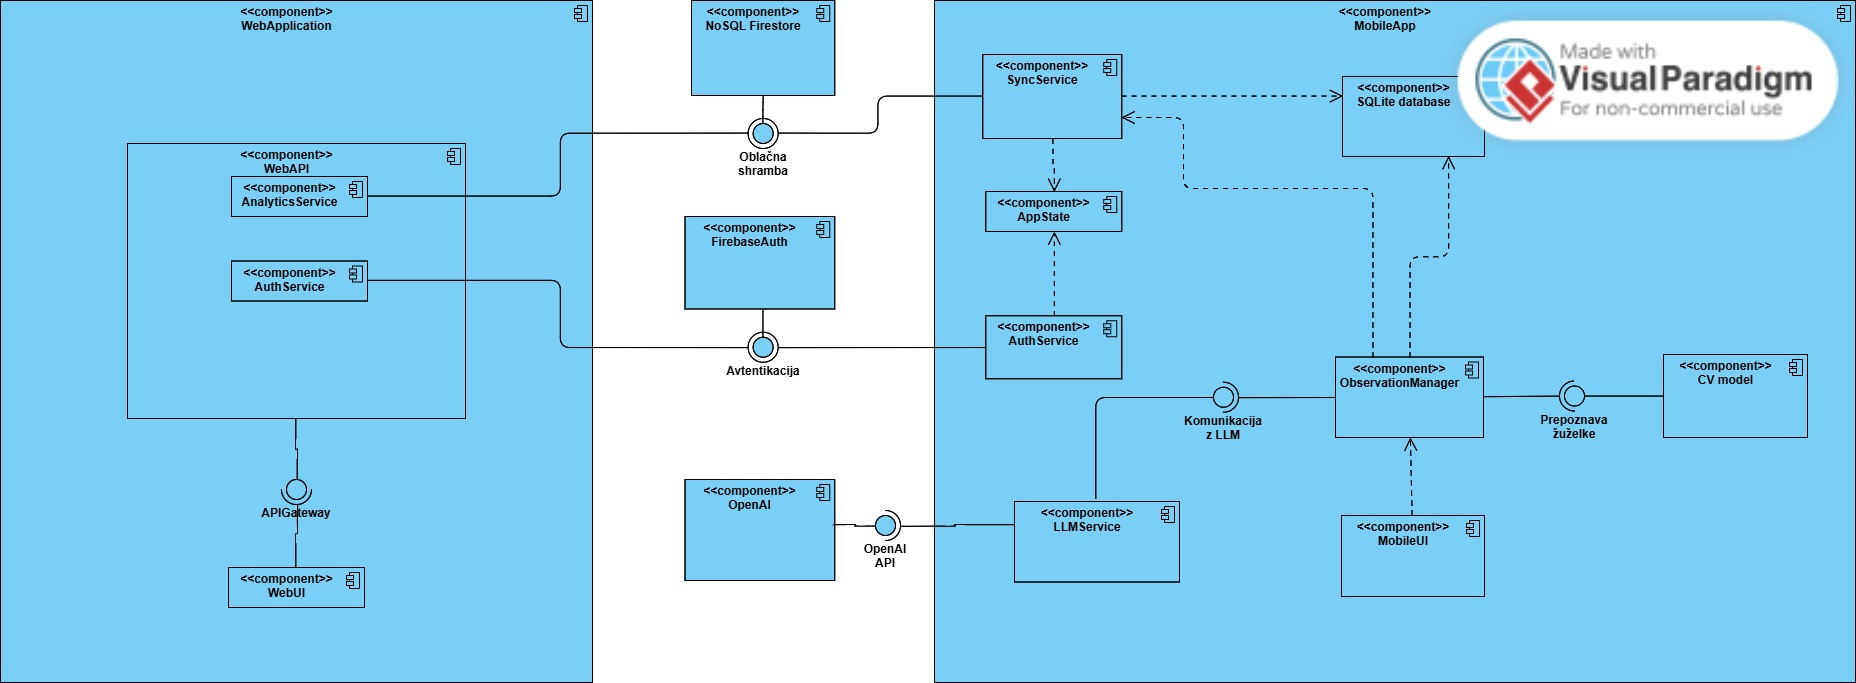 <<component>>
WebApplication
<<component>>
WebAPI
<<component>>
AnalyticsService
<<component>>
AuthService
APIGateway
<<component>>
WebUI
<<component>>
NoSQL Firestore
Oblačna
shramba
<<component>>
FirebaseAuth
Avtentikacija
<<component>>
OpenAI
OpenAI
API
<<component>>
MobileApp
<<component>>
SyncService
<<component>>
SQLite database
<<component>>
AppState
<<component>>
AuthService
<<component>>
ObservationManager
<<component>>
CV model
Komunikacija
z LLM
Prepoznava
žuželke
<<component>>
LLMService
<<component>>
MobileUI
Made with
Visual Paradigm
For non-commercial use